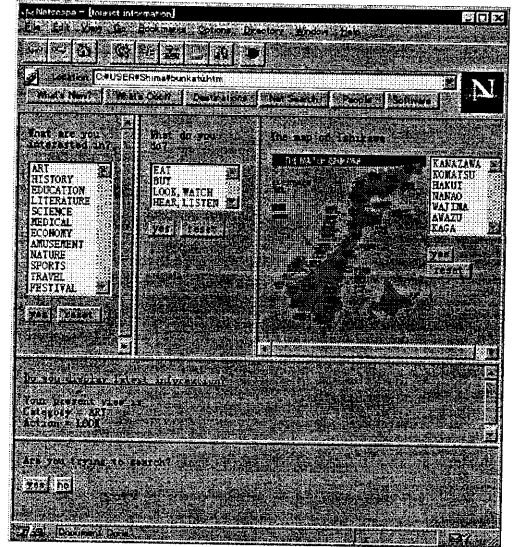 Netscape - [tourist information]
File Edit View Go Bookmarks Options Directory Window Help
Location: C:#USER#Shima#bunkatu.htm
What's New? What's Cool? Destinations Net Search People Software
What are you
interested in?
ART
HISTORY
EDUCATION
LITERATURE
SCIENCE
MEDICAL
ECONOMY
AMUSEMENT
NATURE
SPORTS
TRAVEL
FESTIVAL
yes reset
What do you
do?
EAT
BUT
LOOK, WATCH
HEAR, LISTEN
yes reset
The map of Ishikawa
KANAZAWA
KOMATSU
HAKUI
NANAO
WAJIMA
AWAZU
KAGA
yes
reset
Your present view is
Category = ART
Action = LOOK
Are you trying to search?
yes no
Document: Done